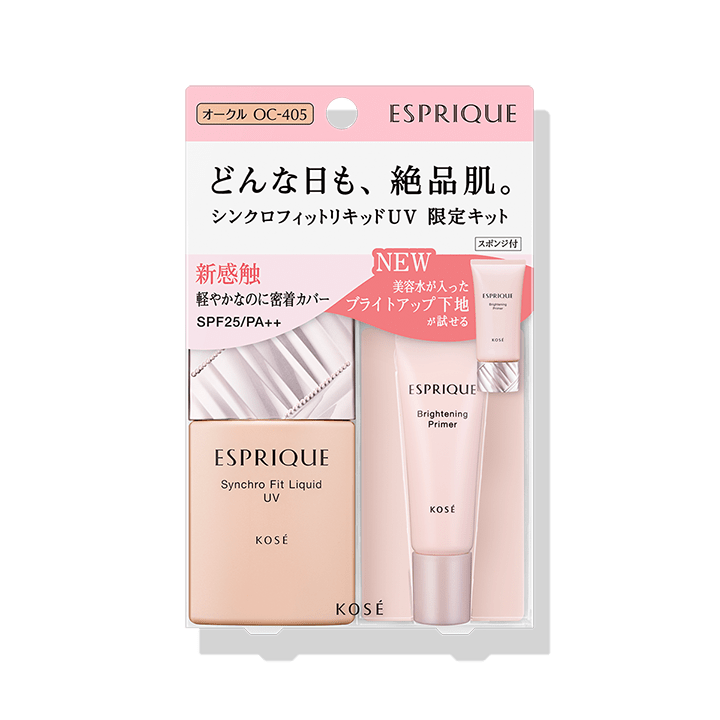 オークル OC-405
ESPRIQUE
どんな日も、絶品肌。
シンクロフィットリキッドUV 限定キット
スポンジ付
新感触
軽やかなのに密着カバー
SPF25/PA++
NEW
美容水が入った
ブライトアップ下地
が試せる
ESPRIQUE
Brightening
Primer
KOSÉ
ESPRIQUE
Brightening
Primer
KOSÉ
ESPRIQUE
Synchro Fit Liquid
UV
KOSÉ
KOSÉ